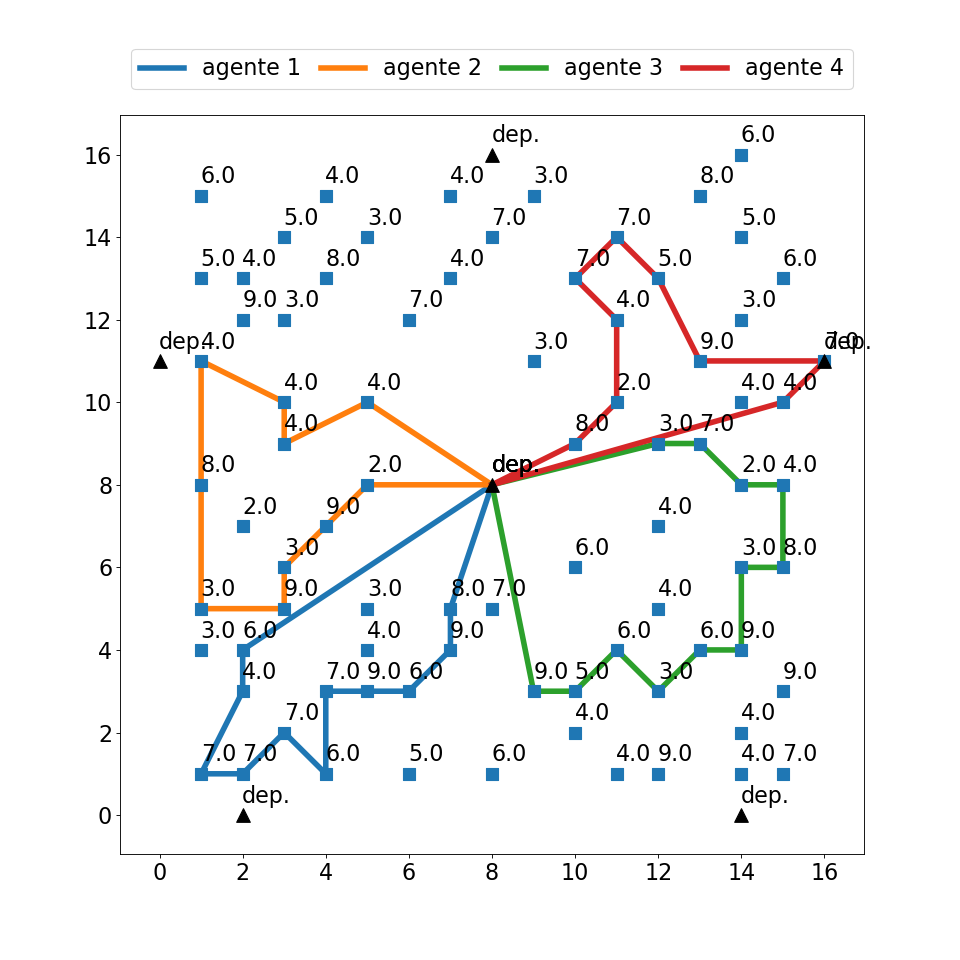 agente 1 agente 2 agente 3 agente 4
dep. 6.0
16
6.0 4.0 4.0 3.0 8.0
5.0 3.0 7.0 7.0 5.0
14
5.0 4.0 8.0 4.0 7.0 5.0 6.0
9.0 3.0 7.0 4.0 3.0
12
dep. 4.0 3.0 9.0 7.0 dep.
4.0 4.0 2.0 4.0 4.0
10
4.0 8.0 3.0 7.0
8.0 2.0 dep. 2.0 4.0
8
2.0 9.0 4.0
3.0 6.0 3.0 8.0
6
3.0 9.0 3.0 8.0 7.0 4.0
3.0 6.0 4.0 9.0 6.0 6.0 9.0
4
4.0 7.0 9.0 6.0 9.0 5.0 3.0 9.0
7.0 4.0 4.0
2
7.0 7.0 6.0 5.0 6.0 4.0 9.0 4.0 7.0
dep. dep.
0
0 2 4 6 8 10 12 14 16